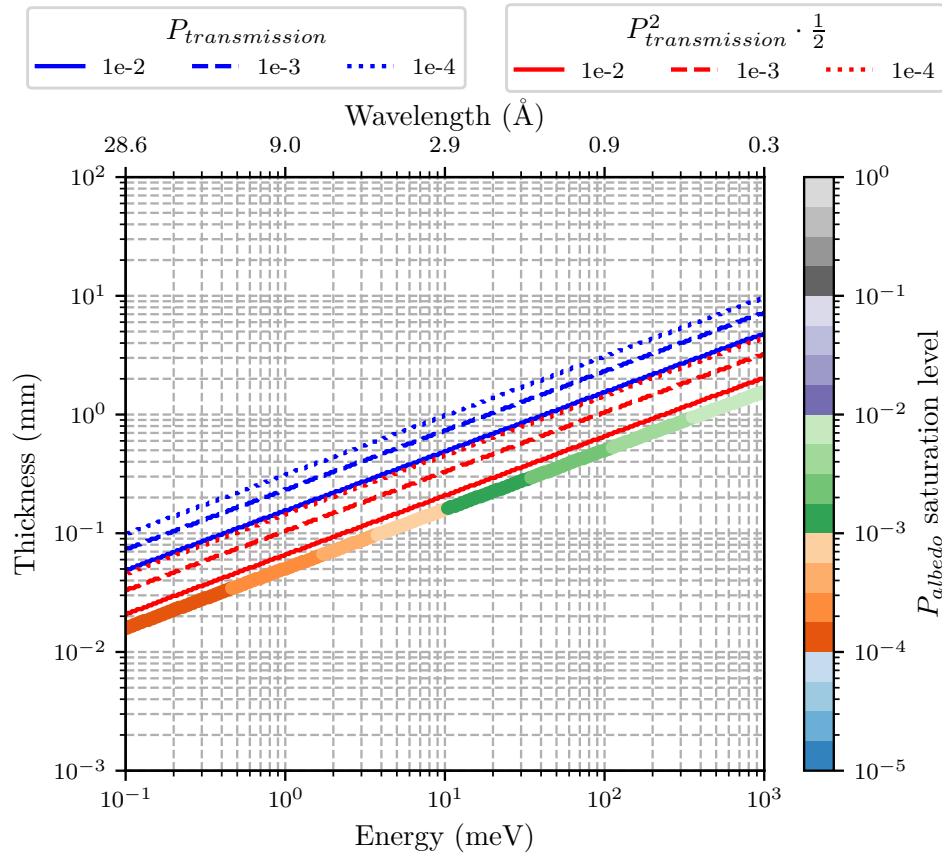 P_transmission
1e-2 1e-3 1e-4
P²_transmission · 1/2
1e-2 1e-3 1e-4
Wavelength (Å)
28.6 9.0 2.9 0.9 0.3
Thickness (mm)
10²
10¹
10⁰
10⁻¹
10⁻²
10⁻³
10⁻¹ 10⁰ 10¹ 10² 10³
Energy (meV)
10⁰
10⁻¹
10⁻²
10⁻³
10⁻⁴
10⁻⁵
P_albedo saturation level